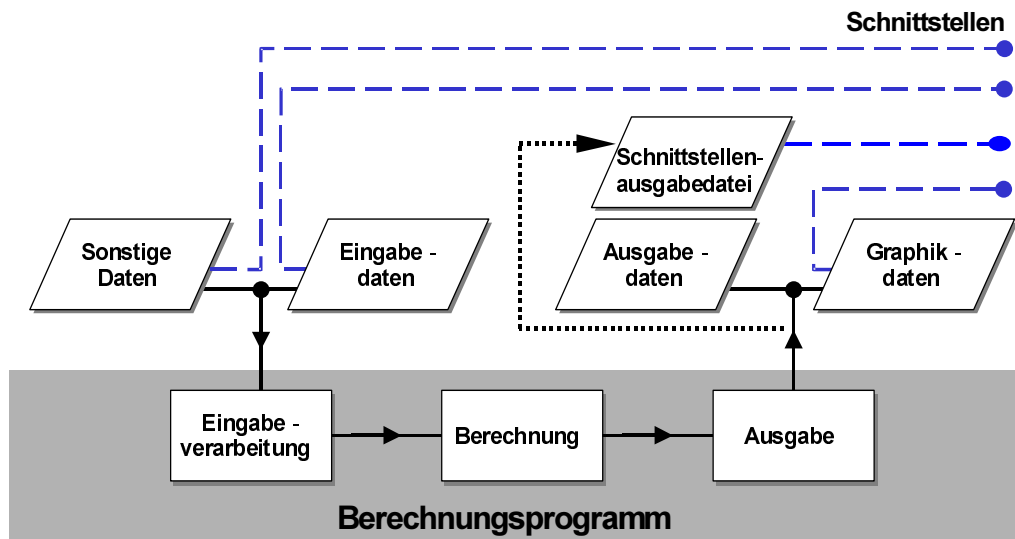 Schnittstellen
Schnittstellen-
ausgabedatei
Sonstige
Daten
Eingabe -
daten
Ausgabe -
daten
Graphik -
daten
Eingabe -
verarbeitung
Berechnung
Ausgabe
Berechnungsprogramm